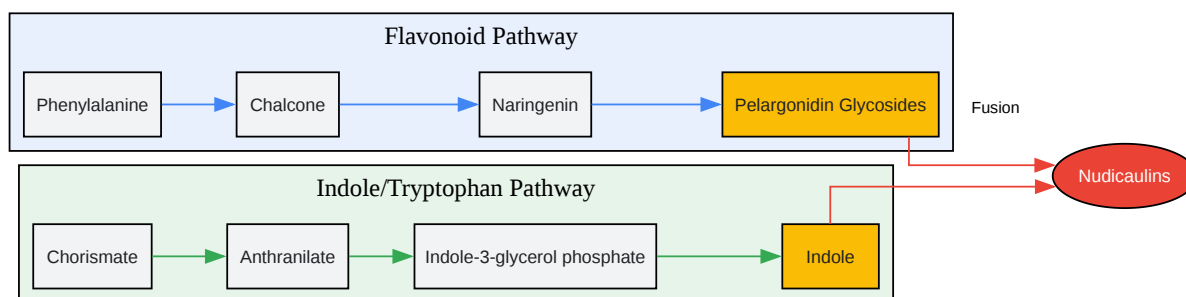 Flavonoid Pathway
Phenylalanine
Chalcone
Naringenin
Pelargonidin Glycosides
Fusion
Nudicaulins
Indole/Tryptophan Pathway
Chorismate
Anthranilate
Indole-3-glycerol phosphate
Indole